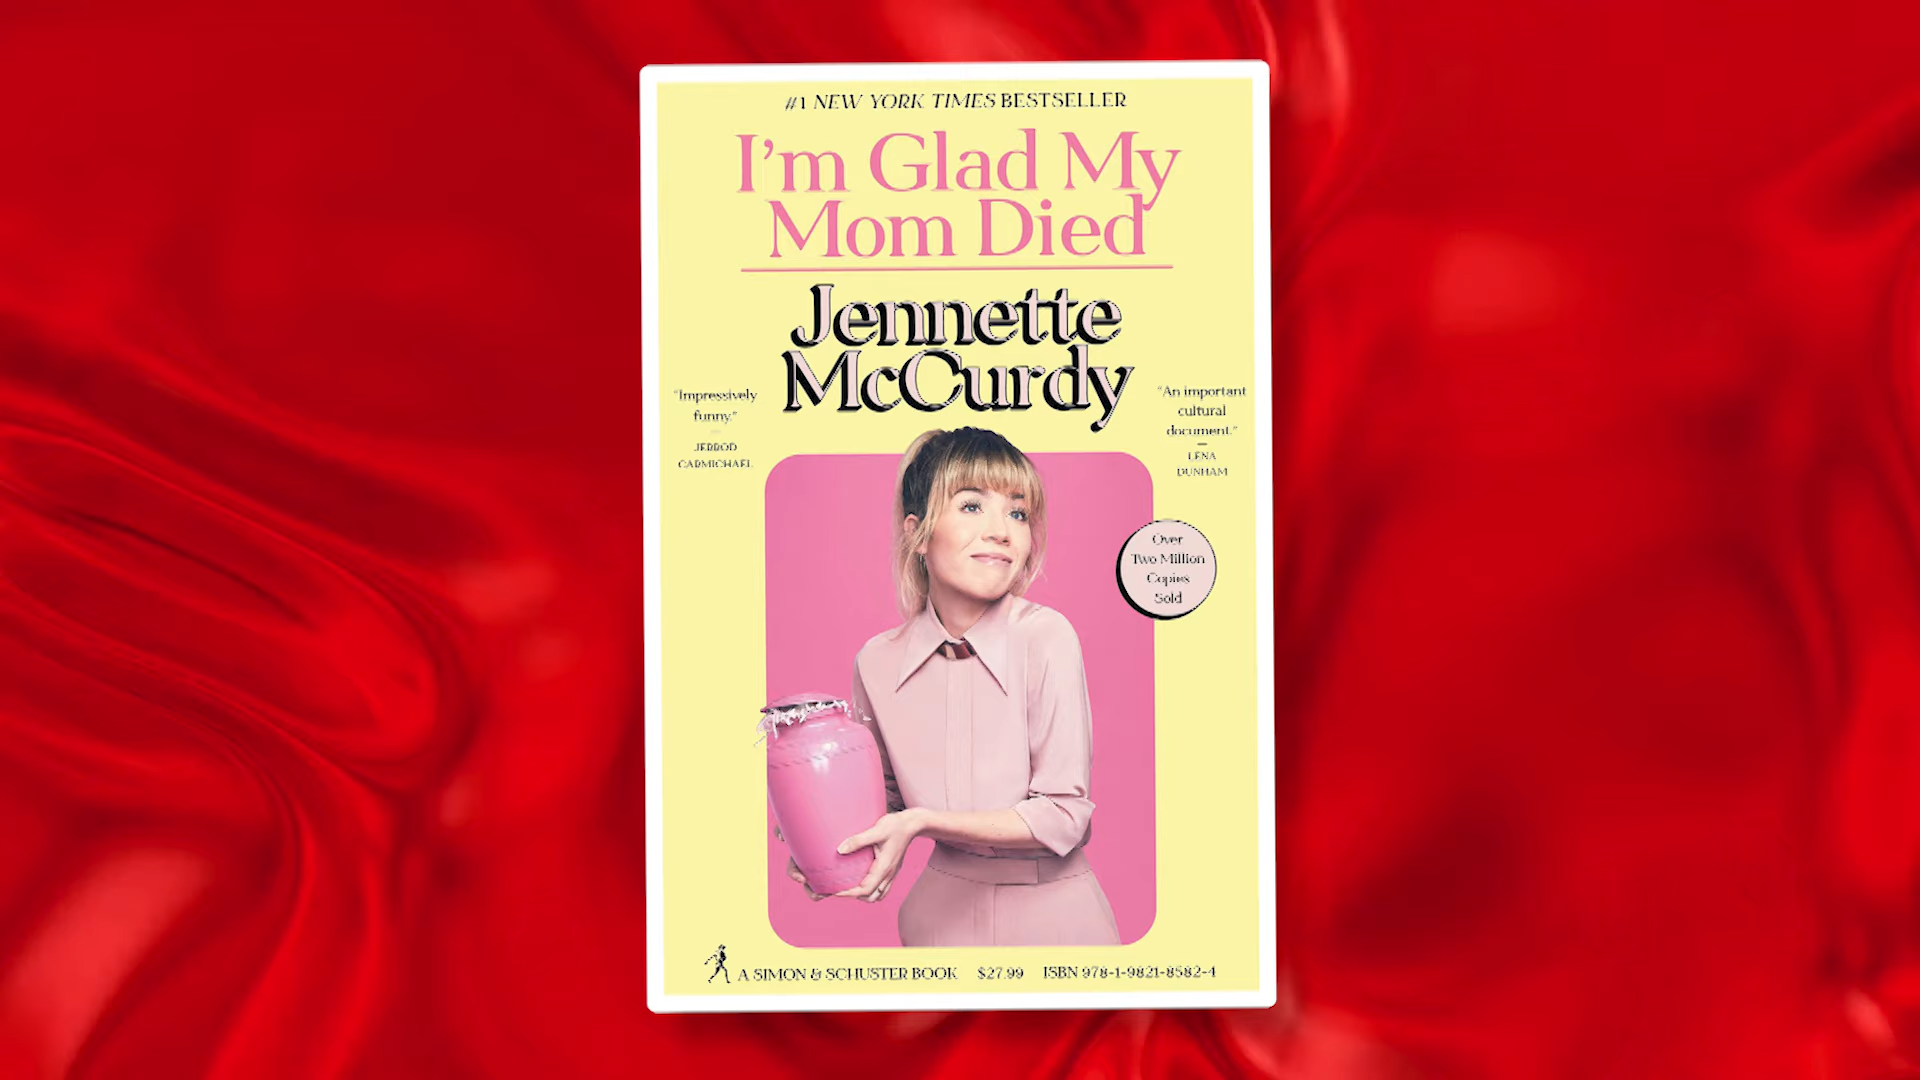 #1 NEW YORK TIMES BESTSELLER
I'm Glad My
Mom Died
Jennette
McCurdy
"Impressively
funny."
—
JERROD
CARMICHAEL
"An important
cultural
document."
—
LENA
DUNHAM
Over
Two Million
Copies
Sold
A SIMON & SCHUSTER BOOK $27.99 ISBN 978-1-9821-8582-4